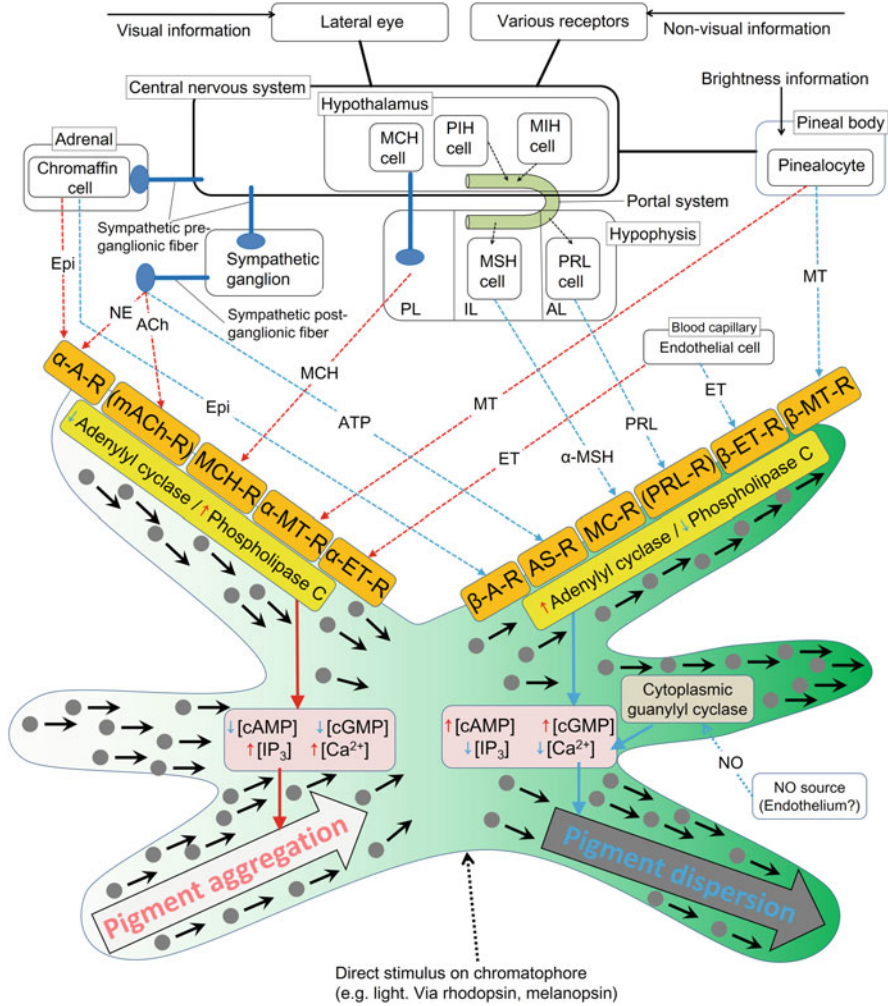 Visual information
Lateral eye
Various receptors
Non-visual information
Central nervous system
Hypothalamus
MCH
cell
PIH
cell
MIH
cell
Brightness information
Pineal body
Pinealocyte
Adrenal
Chromaffin
cell
Portal system
Hypophysis
Sympathetic pre-
ganglionic fiber
Sympathetic
ganglion
Sympathetic post-
ganglionic fiber
MSH
cell
PRL
cell
PL
IL
AL
Epi
NE
ACh
MT
Blood capillary
Endothelial cell
MCH
Epi
ATP
MT
ET
α-MSH
PRL
ET
α-A-R
(mACh-R)
MCH-R
α-MT-R
α-ET-R
↓Adenylyl cyclase / ↑Phospholipase C
β-A-R
AS-R
MC-R
(PRL-R)
β-ET-R
β-MT-R
↑Adenylyl cyclase / ↓Phospholipase C
↓[cAMP] ↓[cGMP]
↑[IP₃] ↑[Ca²⁺]
↑[cAMP] ↑[cGMP]
↓[IP₃] ↓[Ca²⁺]
Cytoplasmic
guanylyl cyclase
NO
NO source
(Endothelium?)
Pigment aggregation
Pigment dispersion
Direct stimulus on chromatophore
(e.g. light. Via rhodopsin, melanopsin)